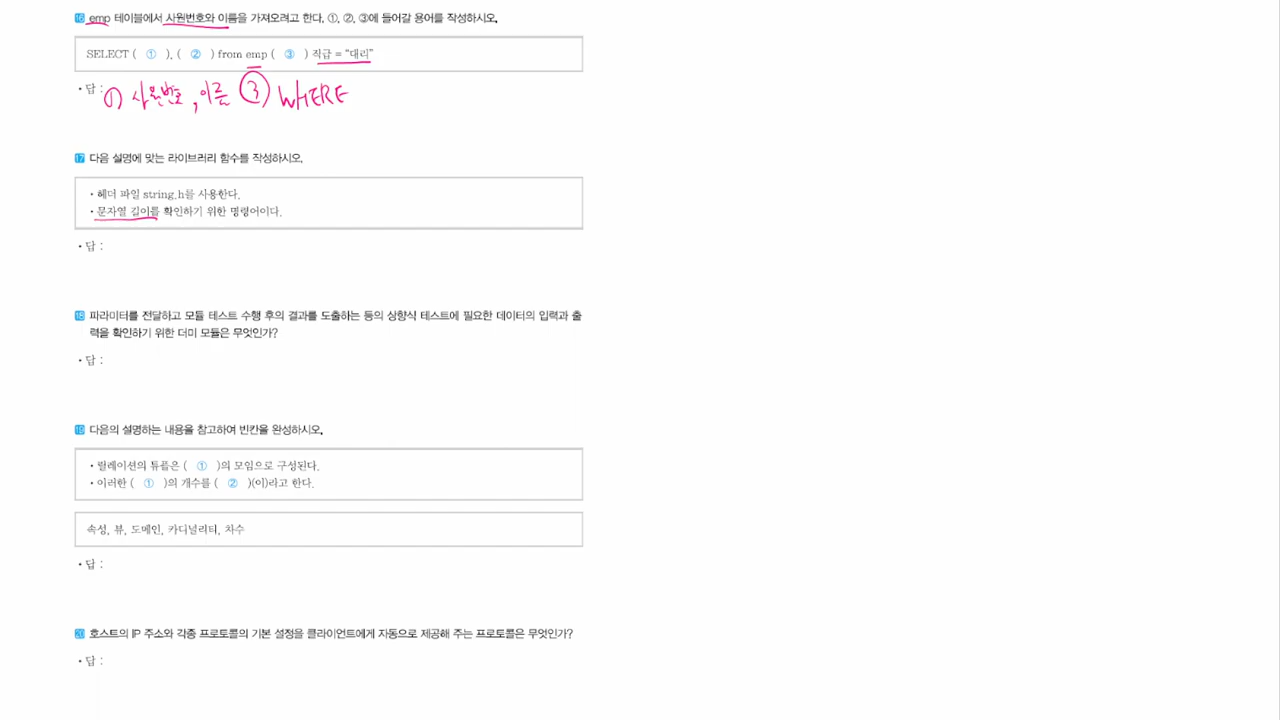 16 emp 테이블에서 사원번호와 이름을 가져오려고 한다. ①, ②, ③에 들어갈 용어를 작성하시오.
SELECT ( ① ), ( ② ) from emp ( ③ ) 직급 = “대리”
• 답 :
① 사원번호, 이름 ③ WHERE
17 다음 설명에 맞는 라이브러리 함수를 작성하시오.
• 헤더 파일 string.h를 사용한다.
• 문자열 길이를 확인하기 위한 명령어이다.
• 답 :
18 파라미터를 전달하고 모듈 테스트 수행 후의 결과를 도출하는 등의 상향식 테스트에 필요한 데이터의 입력과 출
력을 확인하기 위한 더미 모듈은 무엇인가?
• 답 :
19 다음의 설명하는 내용을 참고하여 빈칸을 완성하시오.
• 릴레이션의 튜플은 ( ① )의 모임으로 구성된다.
• 이러한 ( ① )의 개수를 ( ② )(이)라고 한다.
속성, 뷰, 도메인, 카디널리티, 차수
• 답 :
20 호스트의 IP 주소와 각종 프로토콜의 기본 설정을 클라이언트에게 자동으로 제공해 주는 프로토콜은 무엇인가?
• 답 :